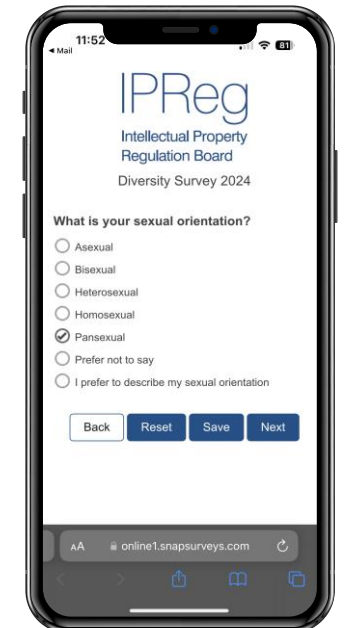 11:52
81
◄ Mail
IPReg
Intellectual Property
Regulation Board
Diversity Survey 2024
What is your sexual orientation?
Asexual
Bisexual
Heterosexual
Homosexual
Pansexual
Prefer not to say
I prefer to describe my sexual orientation
Back Reset Save Next
AA online1.snapsurveys.com